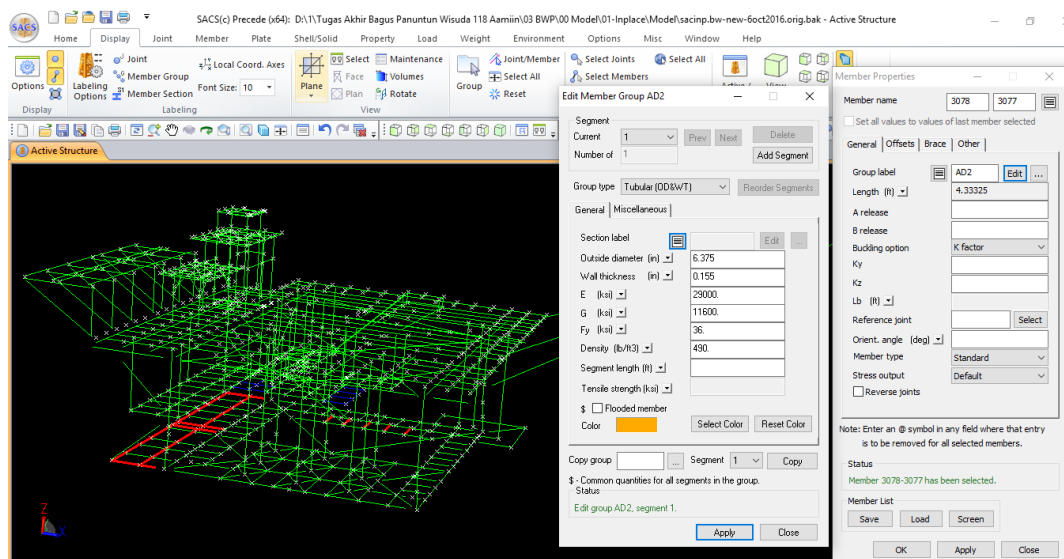 SACS
SACS(c) Precede (x64): D:\1\Tugas Akhir Bagus Panuntun Wisuda 118 Aamiin\03 BWP\00 Model\01-Inplace\Model\sacinp.bw-new-6oct2016.orig.bak - Active Structure
Home Display Joint Member Plate Shell/Solid Property Load Weight Environment Options Misc Window Help
Options
Display
Labeling Options
Joint
Member Group
Member Section
Local Coord. Axes
Font Size: 10
Labeling
Plane
Select
Face
Plan
Maintenance
Volumes
Rotate
View
Group
Joint/Member
Select All
Reset
Select Joints
Select Members
Select All
Active /
Active Structure
Z
X
Edit Member Group AD2
Segment
Current 1 Prev Next Delete
Number of 1 Add Segment
Group type Tubular (OD&WT) Reorder Segments
General Miscellaneous
Section label Edit ...
Outside diameter (in) 6.375
Wall thickness (in) 0.155
E (ksi) 29000.
G (ksi) 11600.
Fy (ksi) 36.
Density (lb/ft3) 490.
Segment length (ft)
Tensile strength (ksi)
$ Flooded member
Color Select Color Reset Color
Copy group ... Segment 1 Copy
$ - Common quantities for all segments in the group.
Status
Edit group AD2, segment 1.
Apply Close
Member Properties
Member name 3078 3077
Set all values to values of last member selected
General Offsets Brace Other
Group label AD2 Edit ...
Length (ft) 4.33325
A release
B release
Buckling option K factor
Ky
Kz
Lb (ft)
Reference joint Select
Orient. angle (deg)
Member type Standard
Stress output Default
Reverse joints
Note: Enter an @ symbol in any field where that entry
is to be removed for all selected members.
Status
Member 3078-3077 has been selected.
Member List
Save Load Screen
OK Apply Close